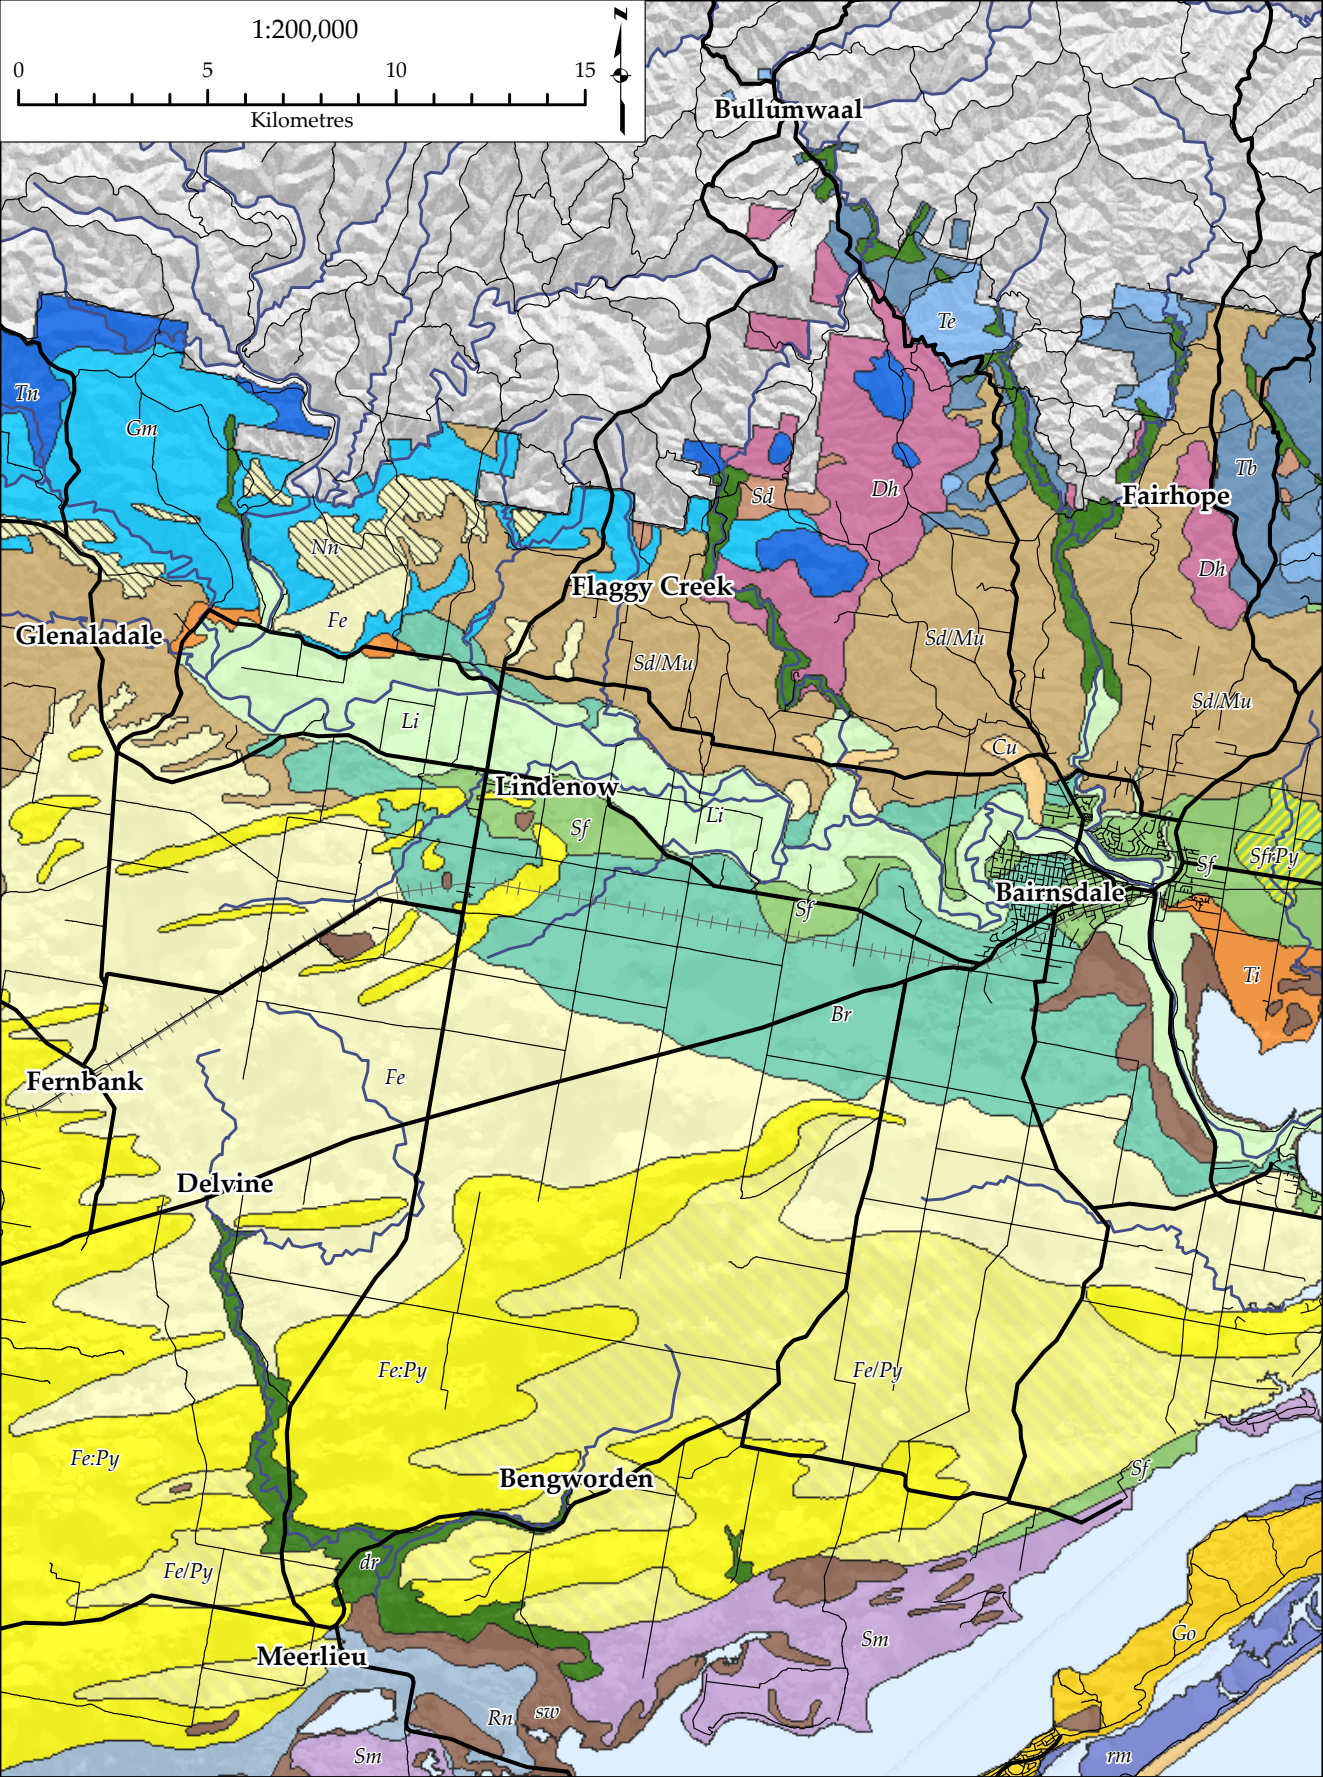 1:200,000
0 5 10 15
Kilometres
z
Bullumwaal
Te
Tn
Gm
Tb
Sd
Dh
Fairhope
Nn
Dh
Flaggy Creek
Fe
Glenaladale
Sd/Mu
Sd/Mu
Sd/Mu
Li
Cu
Lindenow
Li
Sf
SfrPy
Sf
Bairnsdale
Sf
Ti
Br
Fernbank
Fe
Delvine
Fe:Py
Fe/Py
Fe:Py
Sf
Bengworden
dr
Fe/Py
Go
Sm
Meerlieu
Rn
sw
Sm
rm